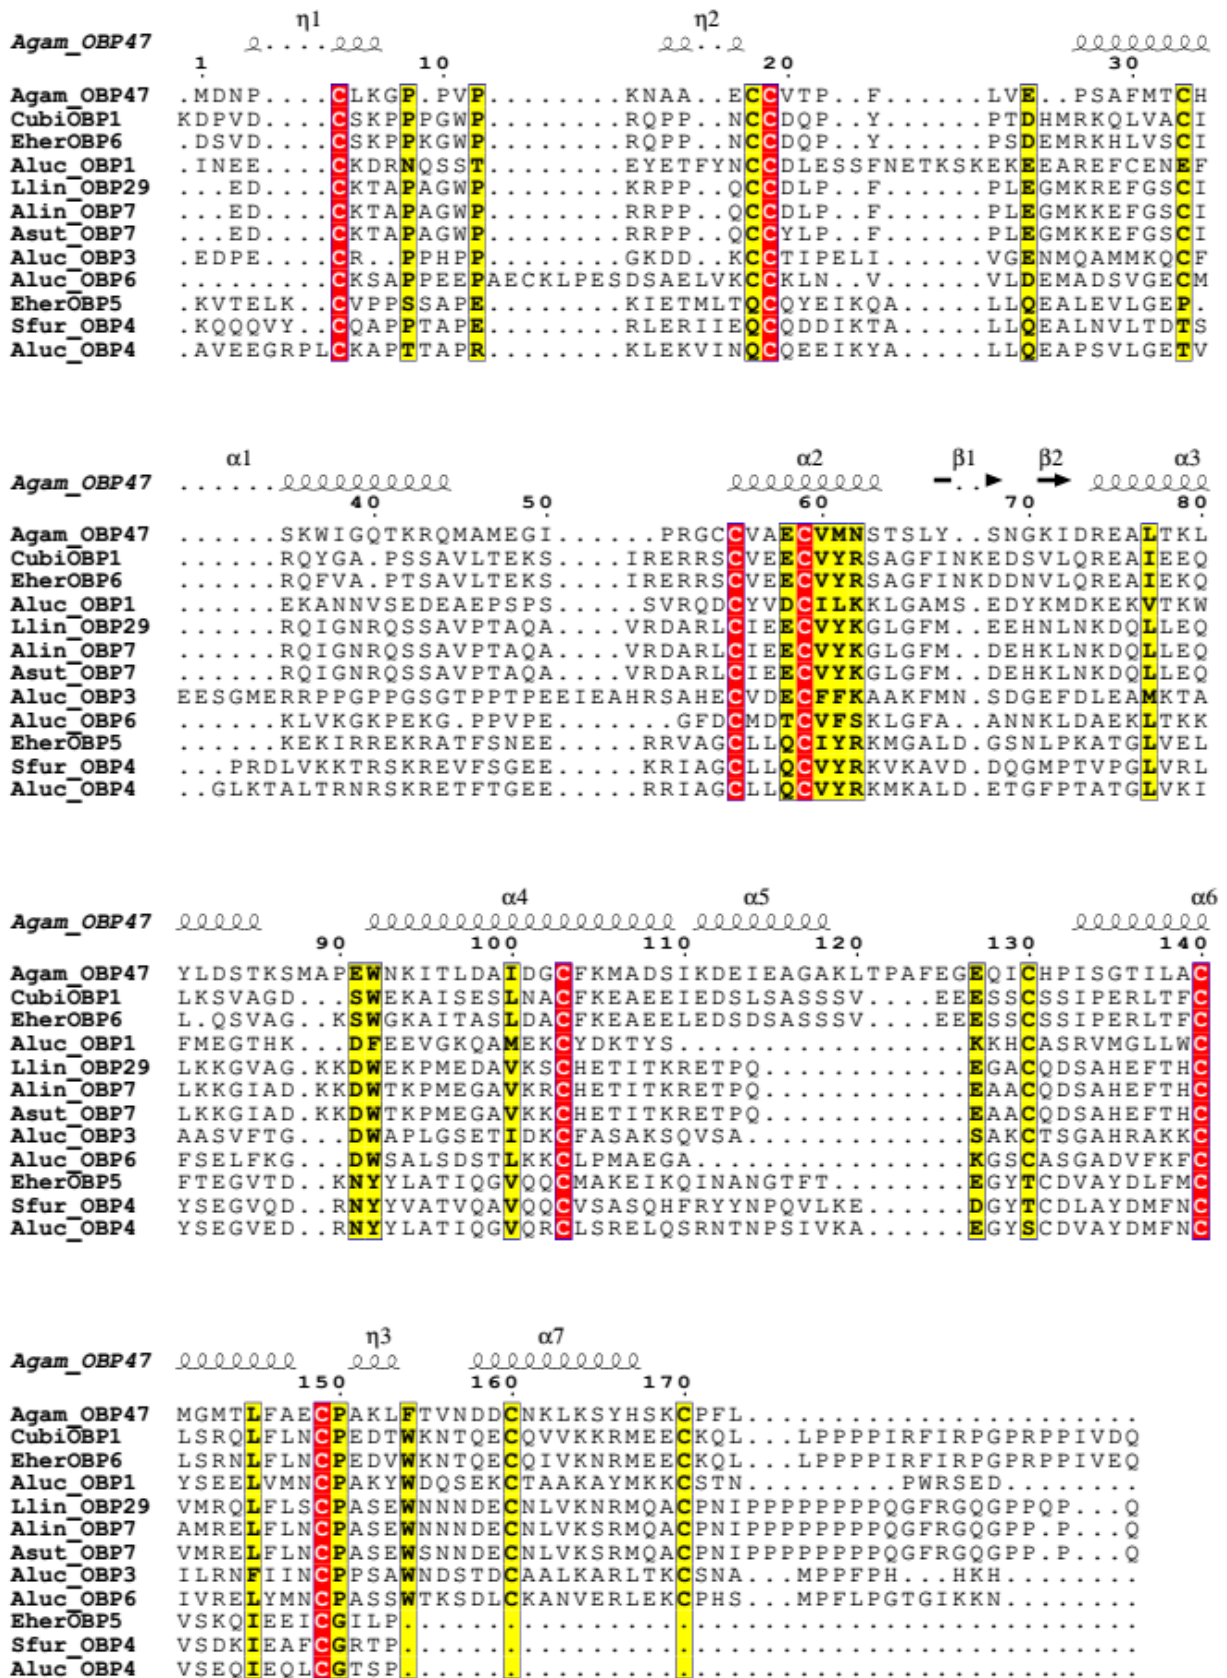 η1 η2
Agam_OBP47
1 10 20 30
Agam_OBP47 .MDNP....CLKGP.PVP........KNAA..ECCVTP..F......LVE..PSAFMTCH
CubiOBP1 KDPVD....CSKPPPGWP........RQPP..NCCDQP..Y......PTDHMRKQLVACI
EherOBP6 .DSVD....CSKPPKGWP........RQPP..NCCDQP..Y......PSDEMRKHLVSCI
Aluc_OBP1 .INEE....CKDRNQSST........EYETFYNCCDLESSFNETKSKEKEEAREFCENEF
Llin_OBP29 ...ED....CKTAPAGWP........KRPP..QCCDLP..F......PLEGMKREFGSCI
Alin_OBP7 ...ED....CKTAPAGWP........RRPP..QCCDLP..F......PLEGMKKEFGSCI
Asut_OBP7 ...ED....CKTAPAGWP........RRPP..QCCYLP..F......PLEGMKKEFGSCI
Aluc_OBP3 .EDPE....CR..PPHPP........GKDD..KCCTIPELI......VGENMQAMMKQCF
Aluc_OBP6 .........CKSAPPEEPAECKLPESDSAELVKCCKLN..V......VLDEMADSVGECM
EherOBP5 .KVTELK..CVPPSSAPE........KIETMLTQCQYEIKQA.....LLQEALEVLGEP.
Sfur_OBP4 .KQQQVY.CQAPPTAPE........RLERIIEQCQDDIKTA.....LLQEALNVLTDTS
Aluc_OBP4 .AVEEGRPLCKAPTTAPR........KLEKVINQCQEEIKYA.....LLQEAPSVLGETV
α1 α2 β1 β2 α3
Agam_OBP47
40 50 60 70 80
Agam_OBP47 ......SKWIGQTKRQMAMEGI......PRGCCVAECVMNSTSLY..SNGKIDREALTKL
CubiOBP1 ......RQYGA.PSSAVLTEKS....IRERRSCVEECVYRSAGFINKEDSVLQREAIEEQ
EherOBP6 ......RQFVA.PTSAVLTEKS....IRERRSCVEECVYRSAGFINKDDNVLQREAIEKQ
Aluc_OBP1 ......EKANNVSEDEAEPSPS.....SVRQDCYVDCILKKLGAMS.EDYKMDKEKVTKW
Llin_OBP29 ......RQIGNRQSSAVPTAQA....VRDARLCIEECVYKGLGFM..EEHNLNKDQLLEQ
Alin_OBP7 ......RQIGNRQSSAVPTAQA....VRDARLCIEECVYKGLGFM..DEHKLNKDQLLEQ
Asut_OBP7 ......RQIGNRQSSAVPTAQA....VRDARLCIEECVYKGLGFM..DEHKLNKDQLLEQ
Aluc_OBP3 EESGMERRPPGRPGSGTPPTPEEIEAHRSAHECVDECFFKAAKFMN.SDGEFDLEAMKTA
Aluc_OBP6 ......KLVKGKPEKG.PPVPE.......GFDCMDTCVFSKLGFA..ANNKLDAEKLTKK
EherOBP5 ......KEKIRREKRATFSNEE.....RRVAGCLLQCIYRKMGALD.GSNLPKATGLVEL
Sfur_OBP4 ...PRDLVKKTRSKREVFSGEE.....KRIAGCLLQCVYRKVKAVD.DQGMPTVPGLVRL
Aluc_OBP4 ..GLKTALTRNRSKRETFTGEE.....RRIAGCLLQCVYRKMKALD.ETGFPTATGLVKI
α4 α5 α6
Agam_OBP47
90 100 110 120 130 140
Agam_OBP47 YLDSTKSMAPEWNKITLDAIDGCFKMADSIKDEIEAGAKLTPAFEGEQICHPISGTILAC
CubiOBP1 LKSVAGD...SWEKAISESLNACFKEAEEIEDSLSASSSV....EEESSCSSIPERLTFC
EherOBP6 L.QSVAG..KSWGKAITASLDACFKEAEELEDSDSASSSV....EEESSCSSIPERLTFC
Aluc_OBP1 FMEGTHK...DFEEVGKQAMEKCYDKTYS.................KKHCASRVMGLLWC
Llin_OBP29 LKKGVAG.KKDWEKPMEDAVKSCHETITKRETPQ............EGACQDSAHEFTHC
Alin_OBP7 LKKGIAD.KKDWTKPMEGAVKRCHETITKRETPQ............EAACQDSAHEFTHC
Asut_OBP7 LKKGIAD.KKDWTKPMEGAVKKCHETITKRETPQ............EAACQDSAHEFTHC
Aluc_OBP3 AASVFTG...DWAPLGSETIDKCFASAKSQVSA.............SAKCTSGAHRAKKC
Aluc_OBP6 FSELFKG...DWSALSDSTLKKCLPMAEGA................KGSCASGADVFKFC
EherOBP5 FTEGVTD..KNYYLATIQGVQQCMAKEIKQINANGTFT........EGYTCDVAYDLFMC
Sfur_OBP4 YSEGVQD..RNYYVATVQAVQQCVSASQHFRYYNPQVLKE......DGYTCDLAYDMFNC
Aluc_OBP4 YSEGVED..RNYYLATIQGVQRCLSRELQSRNTNPSIVKA......EGYSCDVAYDMFNC
η3 α7
Agam_OBP47
150 160 170
Agam_OBP47 MGMTLFAECPAKLFTVNDDCNKLKSYHSKCPFL..........................
CubiOBP1 LSRQLFLNCPEDTWKNTQECQVVKKRMEECKQL...LPPPPIRFIRPGPRPPIVDQ
EherOBP6 LSRNLFLNCPEDVWKNTQECQIVKNRMEECKQL...LPPPPIRFIRPGPRPPIVEQ
Aluc_OBP1 YSEELVMNCPAKYWDQSEKCTAAKAYMKKCSTN.........PWRSED........
Llin_OBP29 VMRQLFLSCPASEWNNNDECNLVKNRMQACPNIPPPPPPPPPQGFRGQGPPQP...Q
Alin_OBP7 AMRELFLNCPASEWNNNDECNLVKSRMQACPNIPPPPPPPPPQGFRGQGPP.P...Q
Asut_OBP7 VMRELFLNCPASEWSNNDECNLVKSRMQACPNIPPPPPPPPPQGFRGQGPP.P...Q
Aluc_OBP3 ILRNFIINCPPSAWNDSTDCAALKARLTKCSNA...MPPFPH...HKH........
Aluc_OBP6 IVRELYMNCPASSWTKSDLCKANVERLEKCPHS...MPFLPGTGIKKN........
EherOBP5 VSKQIEEICGILP...........................................
Sfur_OBP4 VSDKIEAFCGRTP...........................................
Aluc_OBP4 VSEQIEQLCGTSP...........................................